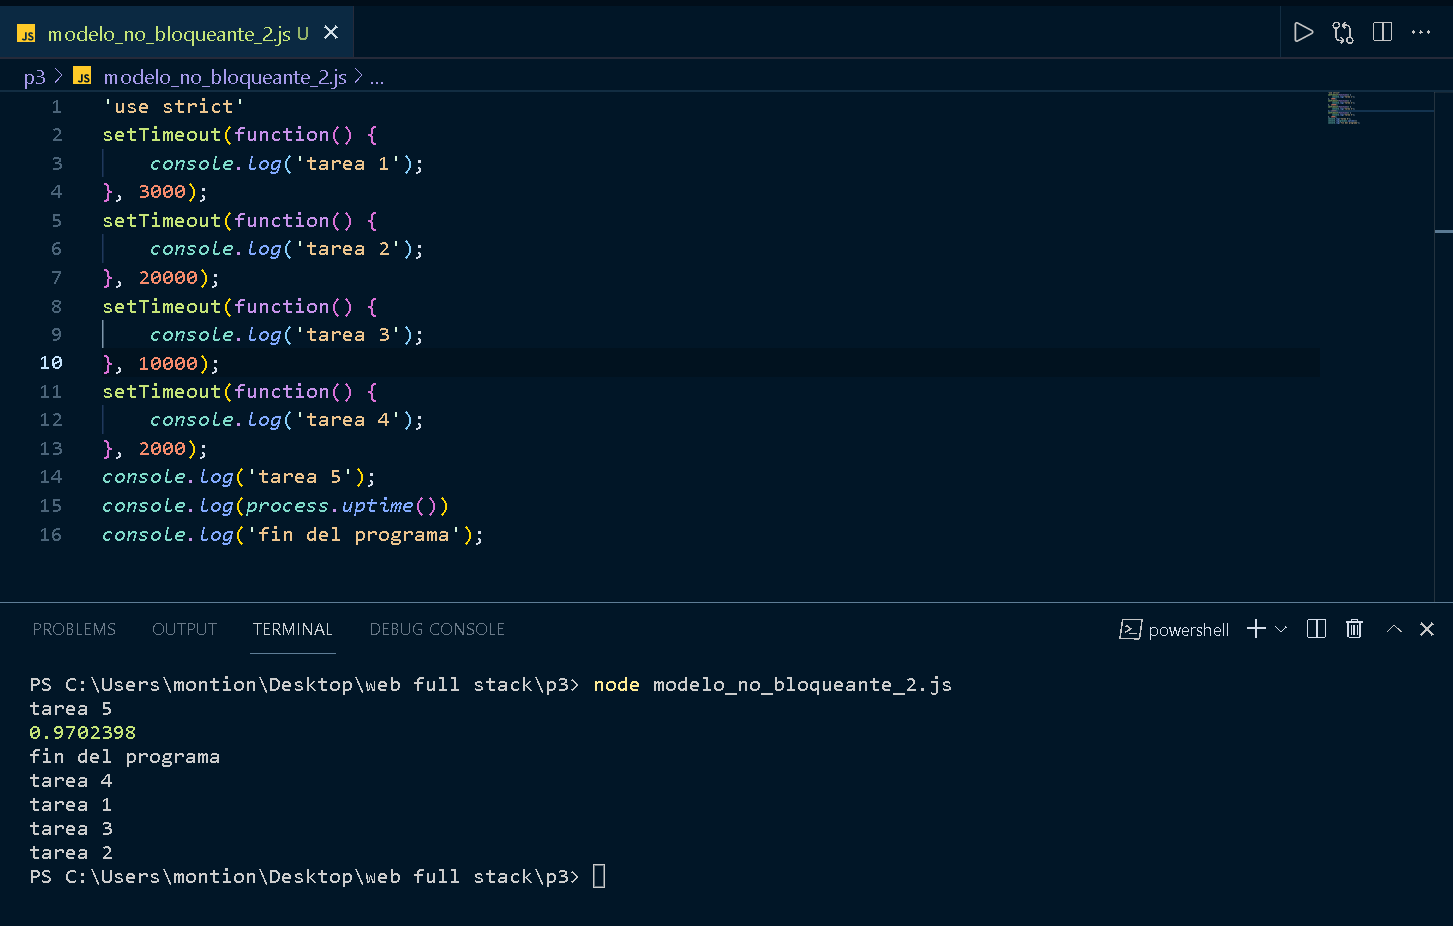 JS modelo_no_bloqueante_2.js U
p3 > JS modelo_no_bloqueante_2.js > ...
1 'use strict'
2 setTimeout(function() {
3 console.log('tarea 1');
4 }, 3000);
5 setTimeout(function() {
6 console.log('tarea 2');
7 }, 20000);
8 setTimeout(function() {
9 console.log('tarea 3');
10 }, 10000);
11 setTimeout(function() {
12 console.log('tarea 4');
13 }, 2000);
14 console.log('tarea 5');
15 console.log(process.uptime())
16 console.log('fin del programa');
PROBLEMS OUTPUT TERMINAL DEBUG CONSOLE powershell
PS C:\Users\montion\Desktop\web full stack\p3> node modelo_no_bloqueante_2.js
tarea 5
0.9702398
fin del programa
tarea 4
tarea 1
tarea 3
tarea 2
PS C:\Users\montion\Desktop\web full stack\p3>